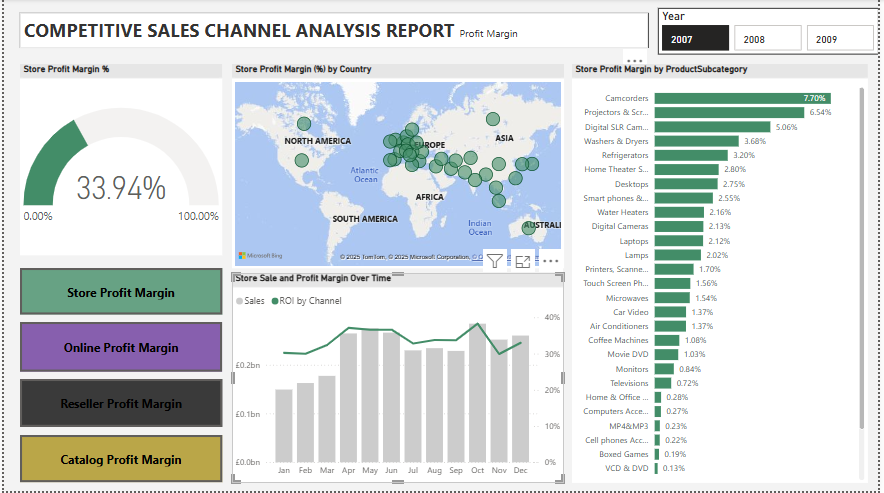 COMPETITIVE SALES CHANNEL ANALYSIS REPORT Profit Margin
Year
2007
2008
2009
Store Profit Margin %
33.94%
0.00%
100.00%
Store Profit Margin
Online Profit Margin
Reseller Profit Margin
Catalog Profit Margin
Store Profit Margin (%) by Country
NORTH AMERICA
EUROPE
ASIA
Atlantic
Ocean
AFRICA
SOUTH AMERICA
Indian
Ocean
AUSTRALI
Microsoft Bing
© 2025 TomTom, © 2025 Microsoft Corporation, ©
Store Sale and Profit Margin Over Time
Sales
ROI by Channel
£0.2bn
£0.1bn
£0.0bn
40%
30%
20%
10%
0%
Jan Feb Mar Apr May Jun Jul Aug Sep Oct Nov Dec
Store Profit Margin by ProductSubcategory
Camcorders 7.70%
Projectors & Scr... 6.54%
Digital SLR Cam... 5.06%
Washers & Dryers 3.68%
Refrigerators 3.20%
Home Theater S... 2.80%
Desktops 2.75%
Smart phones &... 2.55%
Water Heaters 2.16%
Digital Cameras 2.13%
Laptops 2.12%
Lamps 2.02%
Printers, Scanne... 1.70%
Touch Screen Ph... 1.56%
Microwaves 1.54%
Car Video 1.37%
Air Conditioners 1.37%
Coffee Machines 1.08%
Movie DVD 1.03%
Monitors 0.84%
Televisions 0.72%
Home & Office ... 0.28%
Computers Acce... 0.27%
MP4&MP3 0.23%
Cell phones Acc... 0.22%
Boxed Games 0.19%
VCD & DVD 0.13%